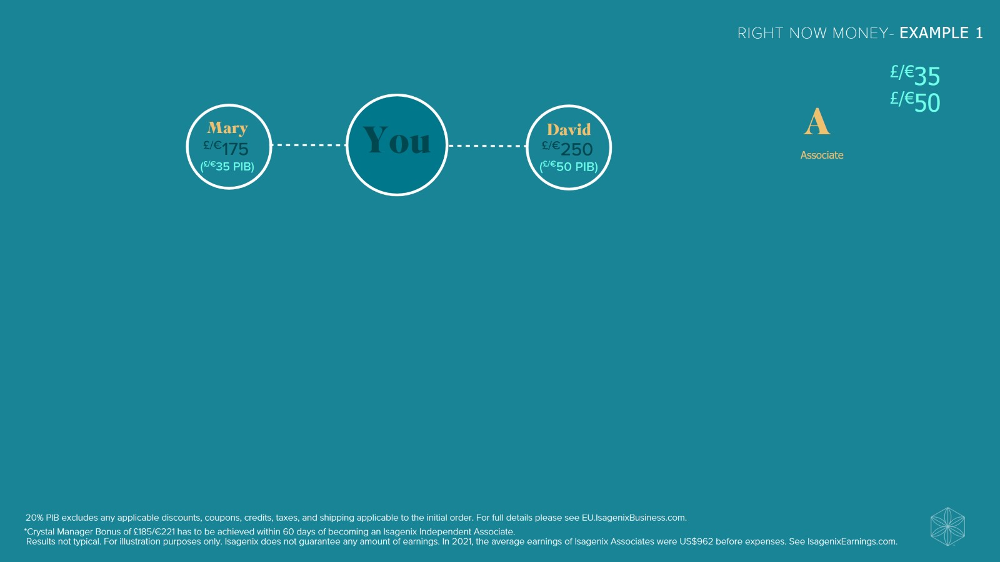 RIGHT NOW MONEY- EXAMPLE 1
£/€35
£/€50
Mary
£/€175
(£/€35 PIB)
You
David
£/€250
(£/€50 PIB)
A
Associate
20% PIB excludes any applicable discounts, coupons, credits, taxes, and shipping applicable to the initial order. For full details please see EU.IsagenixBusiness.com.
*Crystal Manager Bonus of £185/€221 has to be achieved within 60 days of becoming an Isagenix Independent Associate.
Results not typical. For illustration purposes only. Isagenix does not guarantee any amount of earnings. In 2021, the average earnings of Isagenix Associates were US$962 before expenses. See IsagenixEarnings.com.